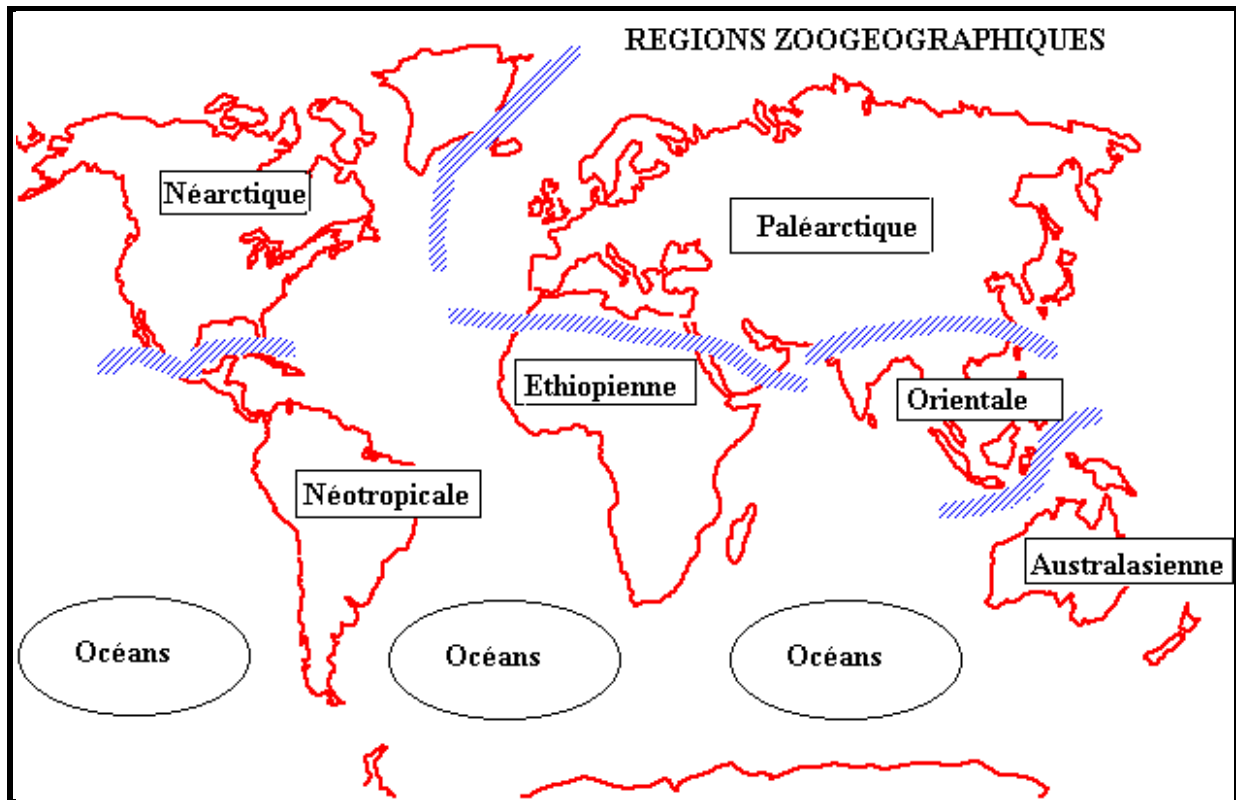 REGIONS ZOOGEOGRAPHIQUES
Néarctique
Paléarctique
Ethiopienne
Orientale
Néotropicale
Australasienne
Océans
Océans
Océans